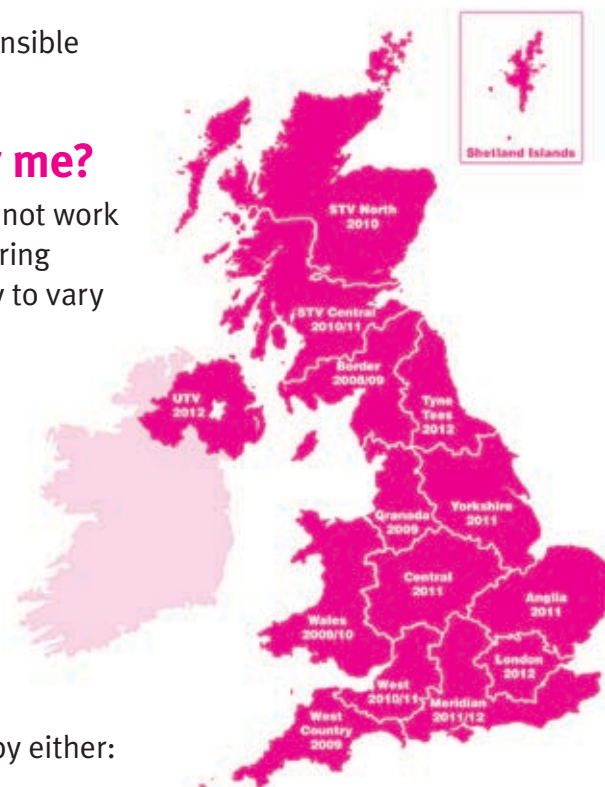 nsible
me?
not work
ring
y to vary
Shetland Islands
STV North
2010
STV Central
2010/11
Border
2008/09
UTV
2012
Tyne
Tees
2012
Granada
2009
Yorkshire
2011
Central
2011
Anglia
2011
Wales
2009/10
London
2012
West
2010/11
Meridian
2011/12
West
Country
2009
by either: